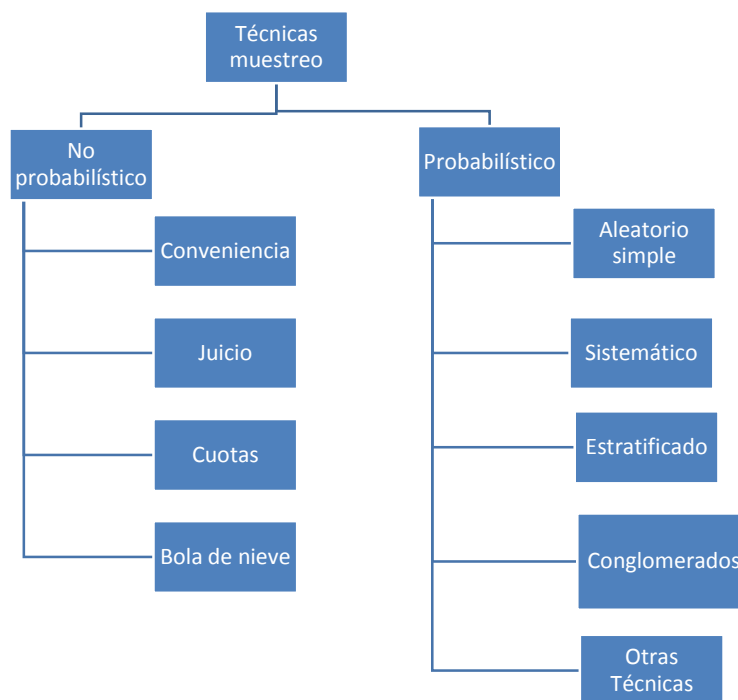 Técnicas
muestreo
No
probabilístico
Conveniencia
Juicio
Cuotas
Bola de nieve
Probabilístico
Aleatorio
simple
Sistemático
Estratificado
Conglomerados
Otras
Técnicas